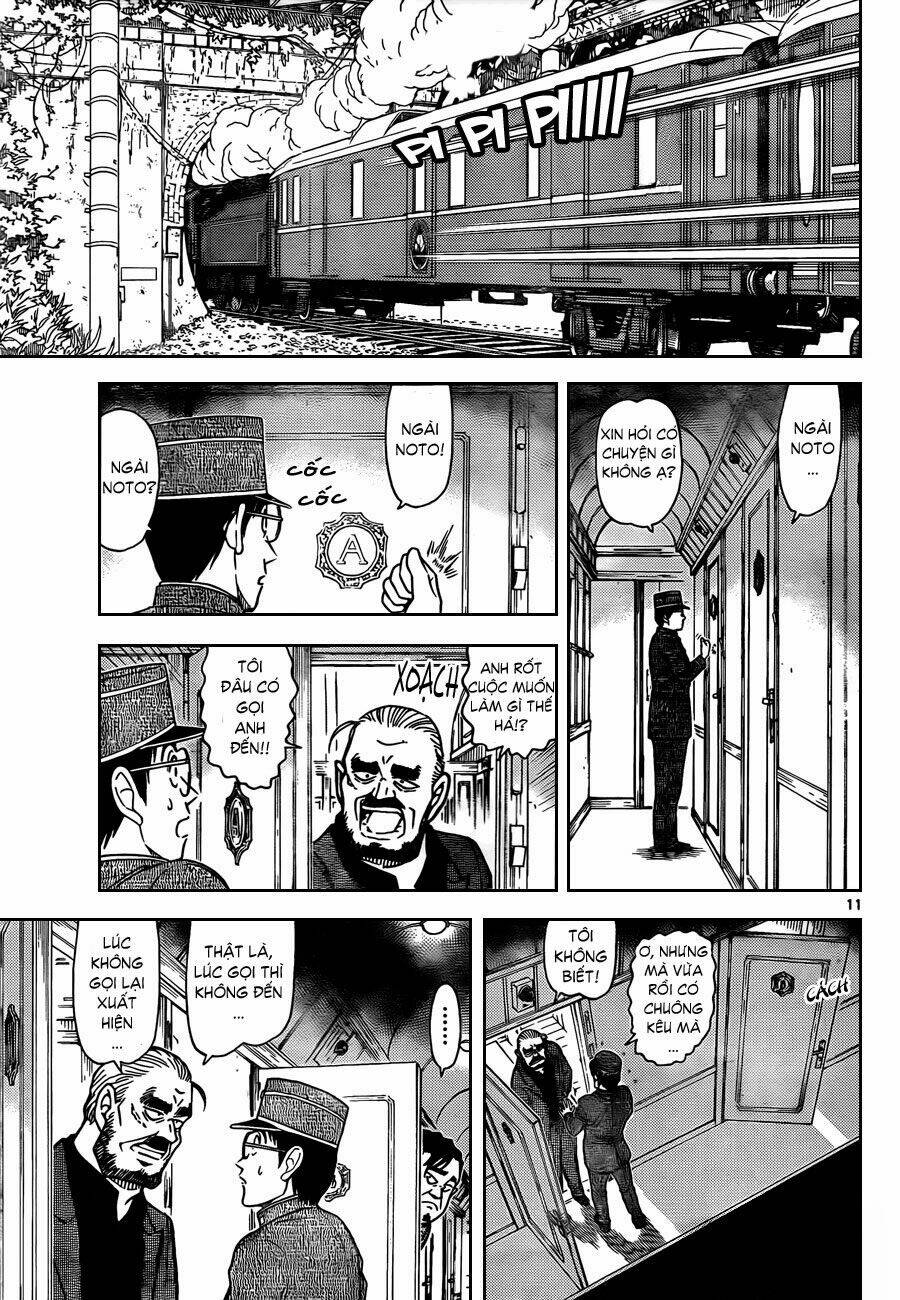 PI PI PIIIIII
NGÀI
NOTO
...
XIN HỎI CÓ
CHUYỆN GÌ
KHÔNG Ạ?
NGÀI
NOTO!
CỐC
CỐC
A
NGÀI
NOTO?
ANH RỐT
CUỘC MUỐN
LÀM GÌ THẾ
HẢ!?
XOẠCH
TÔI
ĐÂU CÓ
GỌI
ANH
ĐẾN!!
11
CÁCH
Ơ, NHƯNG
MÀ VỪA
RỒI CÓ
CHUÔNG
KÊU MÀ
...
TÔI
KHÔNG
BIẾT!
......
THẬT LÀ,
LÚC GỌI THÌ
KHÔNG ĐẾN
...
LÚC
KHÔNG
GỌI LẠI
XUẤT
HIỆN
...